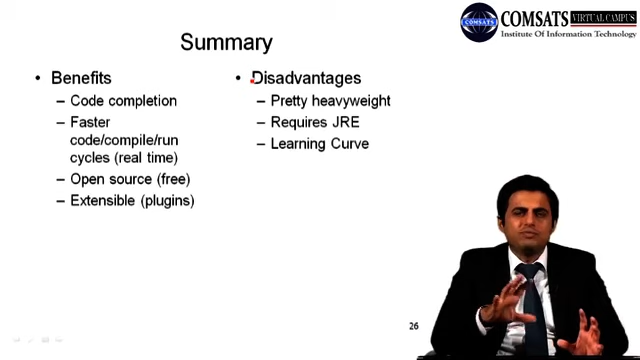 COMSATS
COMSATS VIRTUAL CAMPUS
Institute Of Information Technology
Summary
• Benefits
– Code completion
– Faster
code/compile/run
cycles (real time)
– Open source (free)
– Extensible (plugins)
• Disadvantages
– Pretty heavyweight
– Requires JRE
– Learning Curve
26